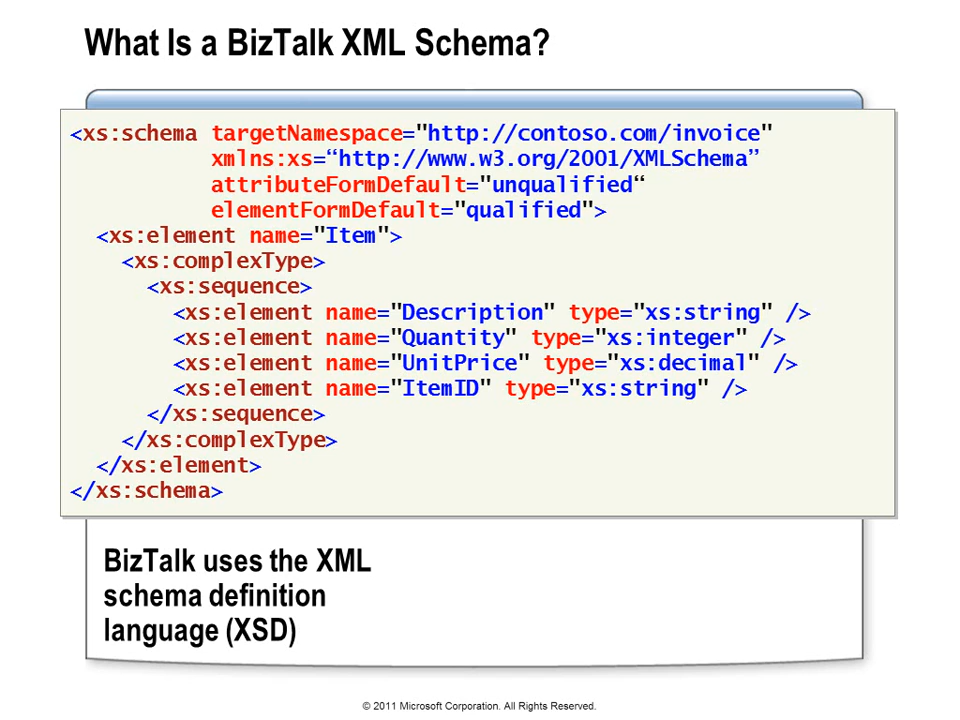 What Is a BizTalk XML Schema?
<xs:schema targetNamespace="http://contoso.com/invoice"
xmlns:xs=“http://www.w3.org/2001/XMLSchema”
attributeFormDefault="unqualified“
elementFormDefault="qualified">
<xs:element name="Item">
<xs:complexType>
<xs:sequence>
<xs:element name="Description" type="xs:string" />
<xs:element name="Quantity" type="xs:integer" />
<xs:element name="UnitPrice" type="xs:decimal" />
<xs:element name="ItemID" type="xs:string" />
</xs:sequence>
</xs:complexType>
</xs:element>
</xs:schema>
BizTalk uses the XML
schema definition
language (XSD)
© 2011 Microsoft Corporation. All Rights Reserved.